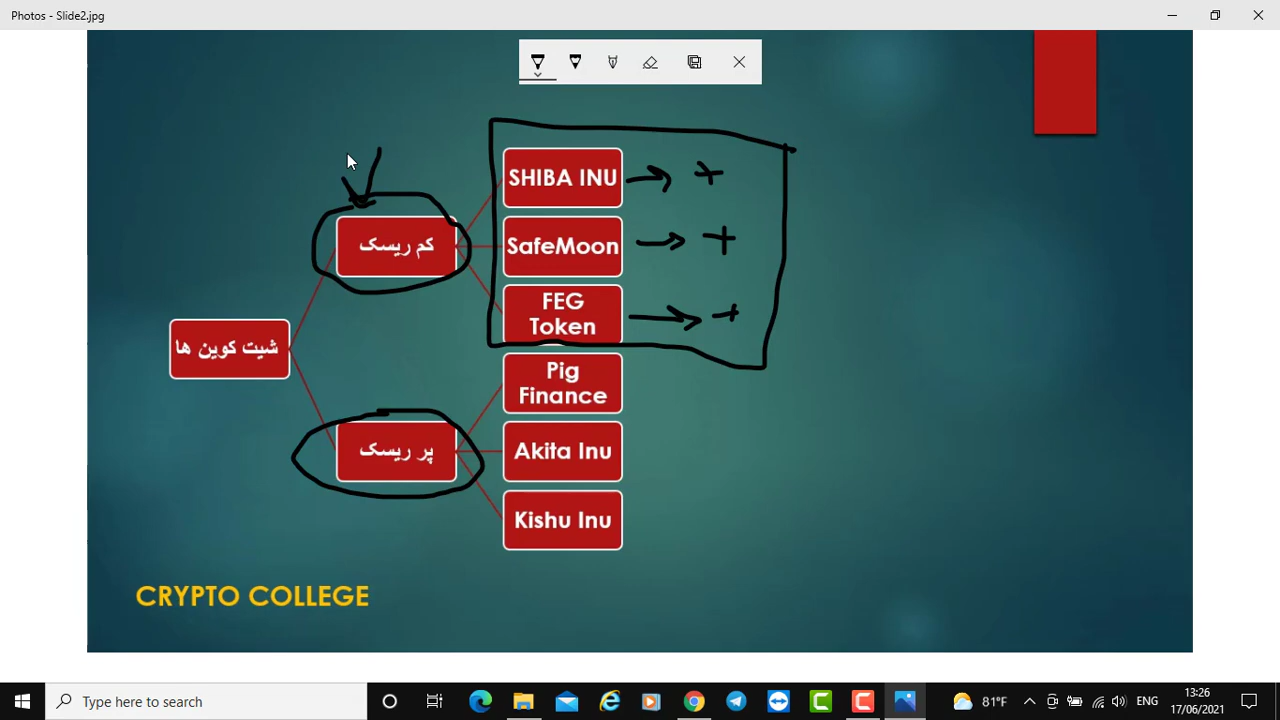 Photos - Slide2.jpg
SHIBA INU
کم ریسک
SafeMoon
FEG
Token
شیت کوین ها
Pig
Finance
پر ریسک
Akita Inu
Kishu Inu
CRYPTO COLLEGE
Type here to search
81°F
ENG
13:26
17/06/2021